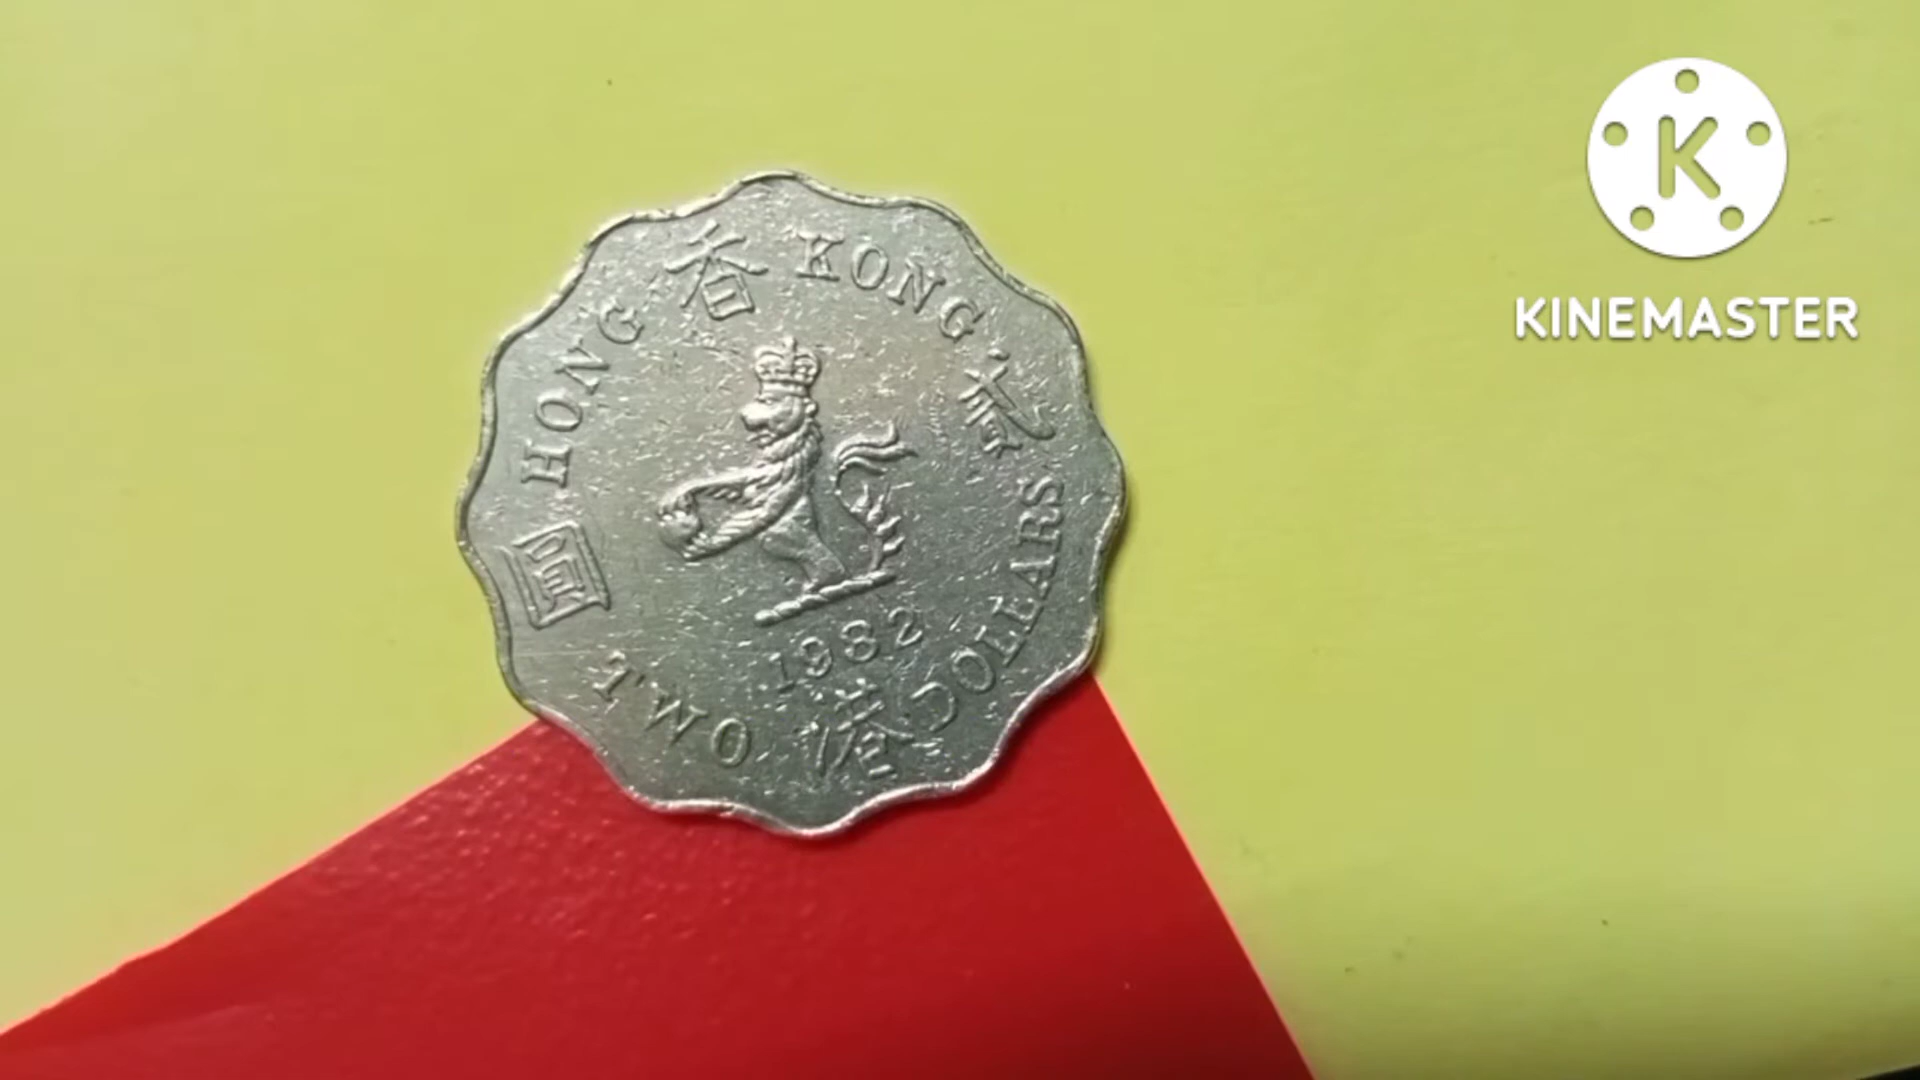 HONG 香 KONG
貳
圓
1982
TWO 港 DOLLARS
K
KINEMASTER